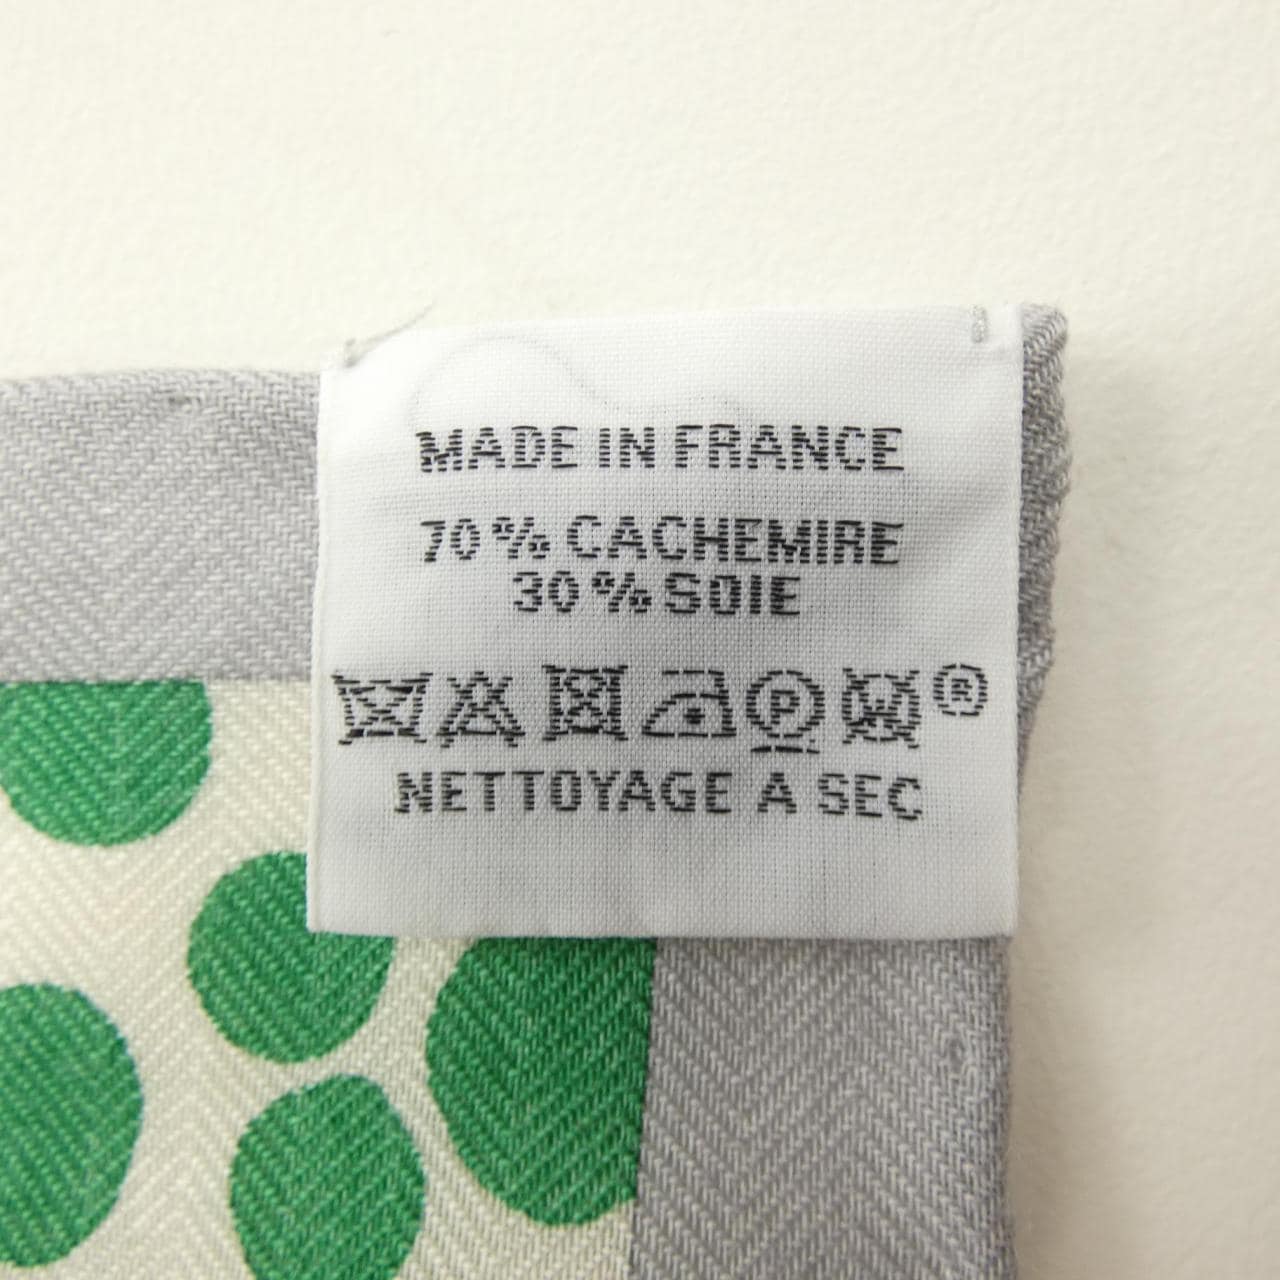 MADE IN FRANCE
70% CACHEMIRE
30% SOIE
P W ®
NETTOYAGE A SEC